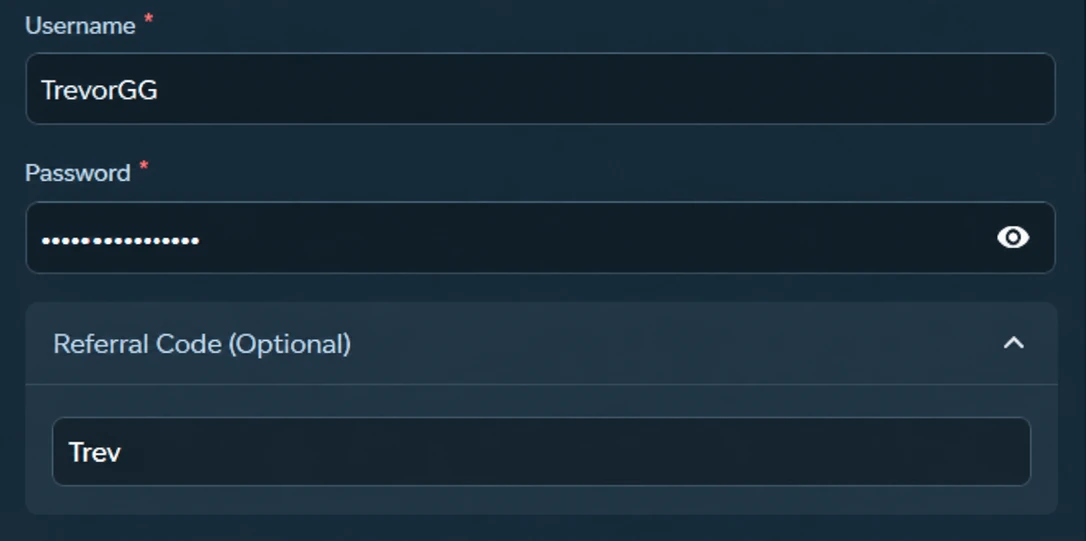 Username *
TrevorGG
Password *
••••••••••••••••
Referral Code (Optional)
Trev